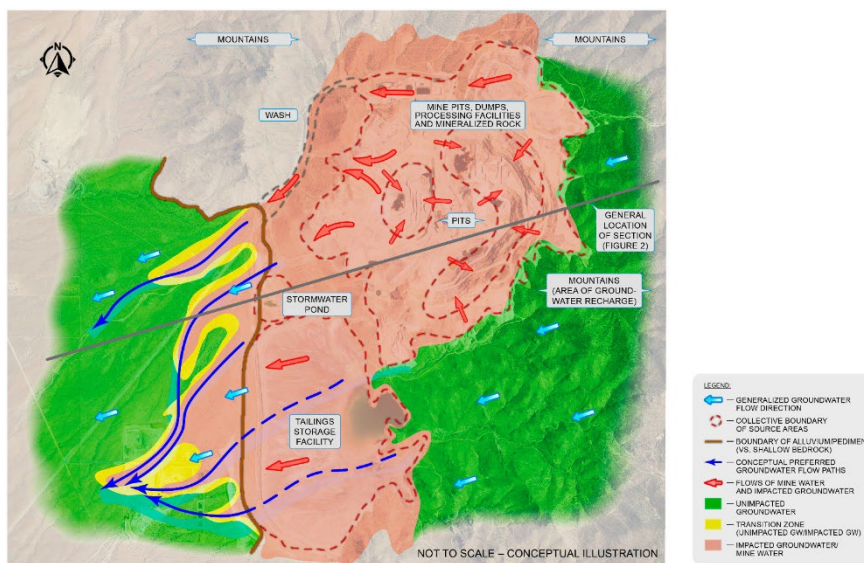 N
MOUNTAINS
MOUNTAINS
WASH
MINE PITS, DUMPS,
PROCESSING FACILITIES
AND MINERALIZED ROCK
PITS
GENERAL
LOCATION
OF SECTION
(FIGURE 2)
MOUNTAINS
(AREA OF GROUND-
WATER RECHARGE)
STORMWATER
POND
TAILINGS
STORAGE
FACILITY
NOT TO SCALE – CONCEPTUAL ILLUSTRATION
LEGEND:
— GENERALIZED GROUNDWATER
FLOW DIRECTION
— COLLECTIVE BOUNDARY
OF SOURCE AREAS
— BOUNDARY OF ALLUVIUM/PEDIMEN
(VS. SHALLOW BEDROCK)
— CONCEPTUAL PREFERRED
GROUNDWATER FLOW PATHS
— FLOWS OF MINE WATER
AND IMPACTED GROUNDWATER
— UNIMPACTED
GROUNDWATER
— TRANSITION ZONE
(UNIMPACTED GW/IMPACTED GW)
— IMPACTED GROUNDWATER/
MINE WATER